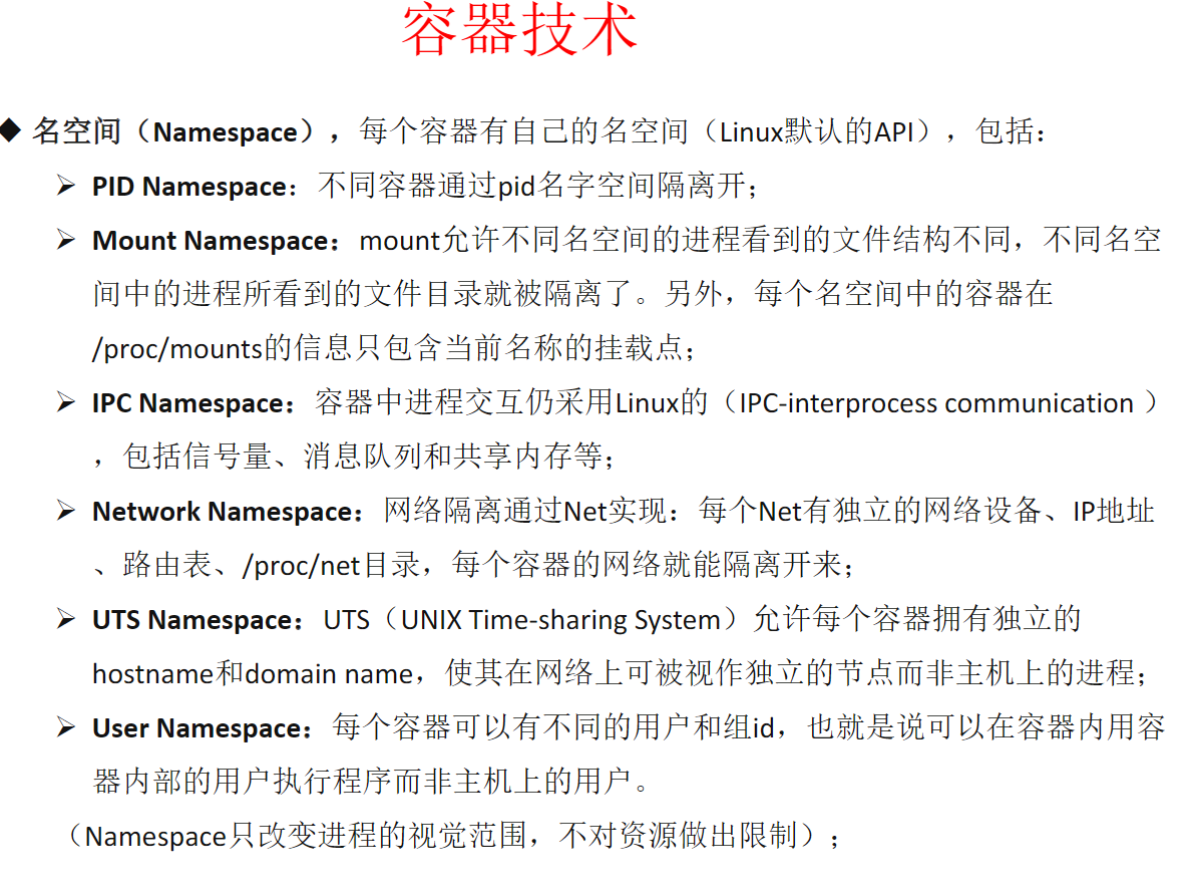 容器技术
◆ 名空间（Namespace），每个容器有自己的名空间（Linux默认的API），包括：
➢ PID Namespace：不同容器通过pid名字空间隔离开；
➢ Mount Namespace：mount允许不同名空间的进程看到的文件结构不同，不同名空
间中的进程所看到的文件目录就被隔离了。另外，每个名空间中的容器在
/proc/mounts的信息只包含当前名称的挂载点；
➢ IPC Namespace：容器中进程交互仍采用Linux的（IPC-interprocess communication ）
，包括信号量、消息队列和共享内存等；
➢ Network Namespace：网络隔离通过Net实现：每个Net有独立的网络设备、IP地址
、路由表、/proc/net目录，每个容器的网络就能隔离开来；
➢ UTS Namespace：UTS（UNIX Time-sharing System）允许每个容器拥有独立的
hostname和domain name，使其在网络上可被视作独立的节点而非主机上的进程；
➢ User Namespace：每个容器可以有不同的用户和组id，也就是说可以在容器内用容
器内部的用户执行程序而非主机上的用户。
（Namespace只改变进程的视觉范围，不对资源做出限制）；